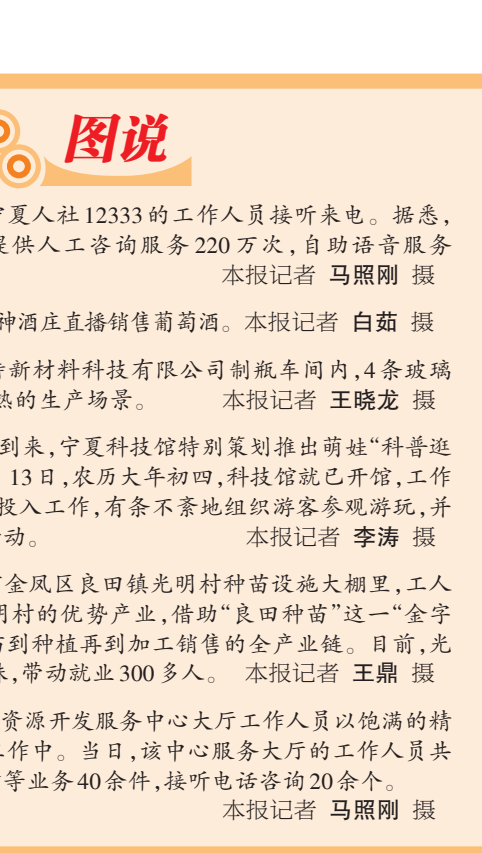 图说
宁夏人社12333的工作人员接听来电。据悉，
提供人工咨询服务220万次，自助语音服务
本报记者 马照刚 摄
神酒庄直播销售葡萄酒。本报记者 白茹 摄
新材料科技有限公司制瓶车间内，4条玻璃
热的生产场景。 本报记者 王晓龙 摄
到来，宁夏科技馆特别策划推出萌娃“科普逛
13日，农历大年初四，科技馆就已开馆，工作
投入工作，有条不紊地组织游客参观游玩，并
动。 本报记者 李涛 摄
金凤区良田镇光明村种苗设施大棚里，工人
明村的优势产业，借助“良田种苗”这一“金字
到种植再到加工销售的全产业链。目前，光
株，带动就业300多人。 本报记者 王鼎 摄
资源开发服务中心大厅工作人员以饱满的精
工作中。当日，该中心服务大厅的工作人员共
等业务40余件，接听电话咨询20余个。
本报记者 马照刚 摄